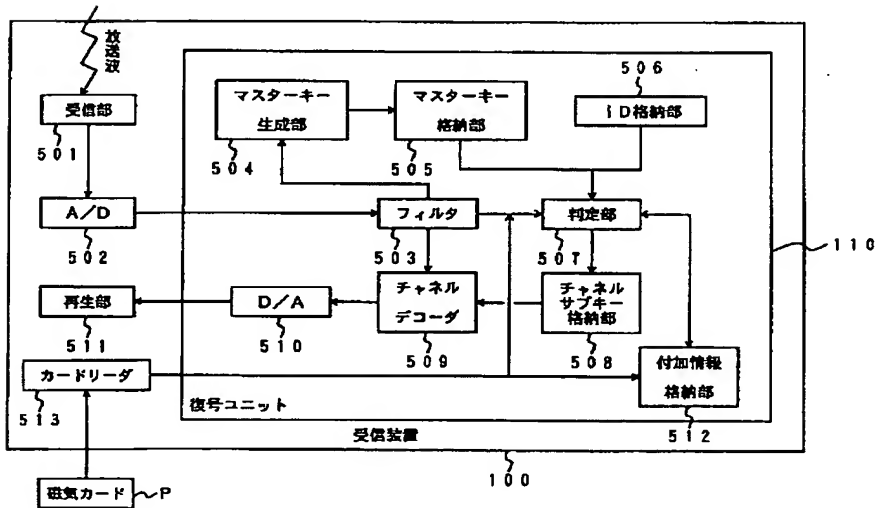 放送波
506
受信部
マスターキー
生成部
マスターキー
格納部
ID格納部
501
504
505
A/D
フィルタ
判定部
110
502
503
507
再生部
D/A
チャネル
デコーダ
チャネル
サブキー
格納部
511
510
509
508
付加情報
格納部
カードリーダ
513
復号ユニット
512
受信装置
100
磁気カード
P